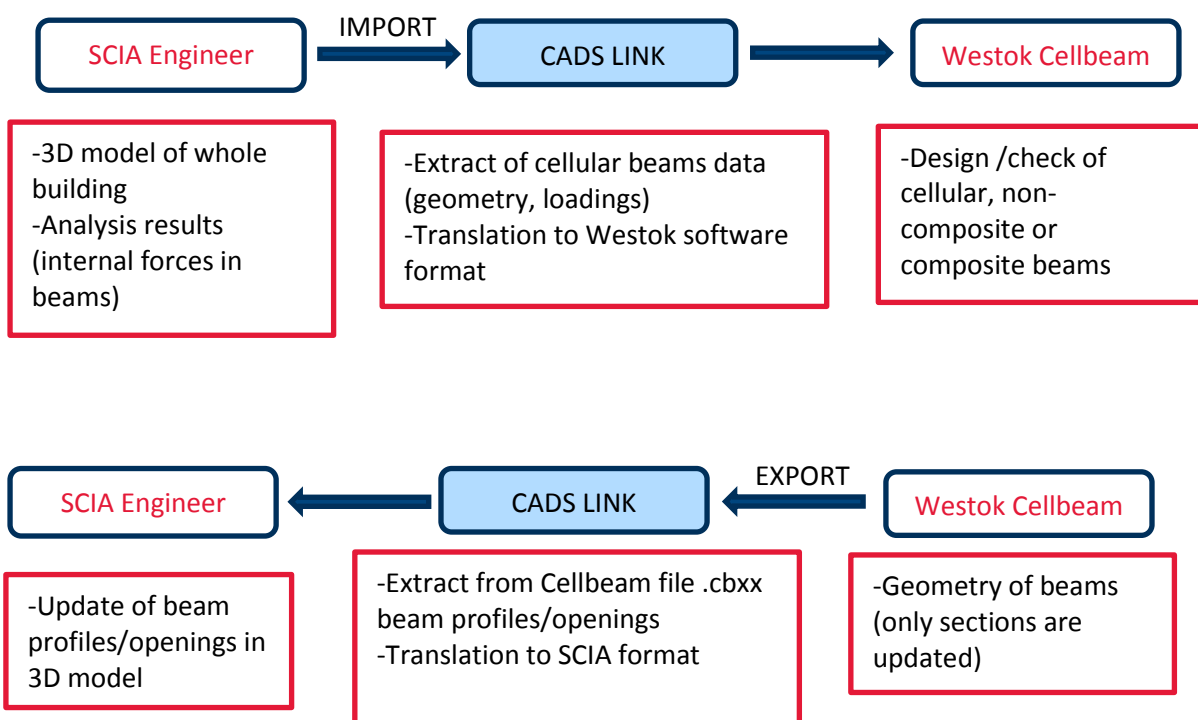 IMPORT
SCIA Engineer
CADS LINK
Westok Cellbeam
-3D model of whole
building
-Analysis results
(internal forces in
beams)
-Extract of cellular beams data
(geometry, loadings)
-Translation to Westok software
format
-Design /check of
cellular, non-
composite or
composite beams
EXPORT
SCIA Engineer
CADS LINK
Westok Cellbeam
-Update of beam
profiles/openings in
3D model
-Extract from Cellbeam file .cbxx
beam profiles/openings
-Translation to SCIA format
-Geometry of beams
(only sections are
updated)